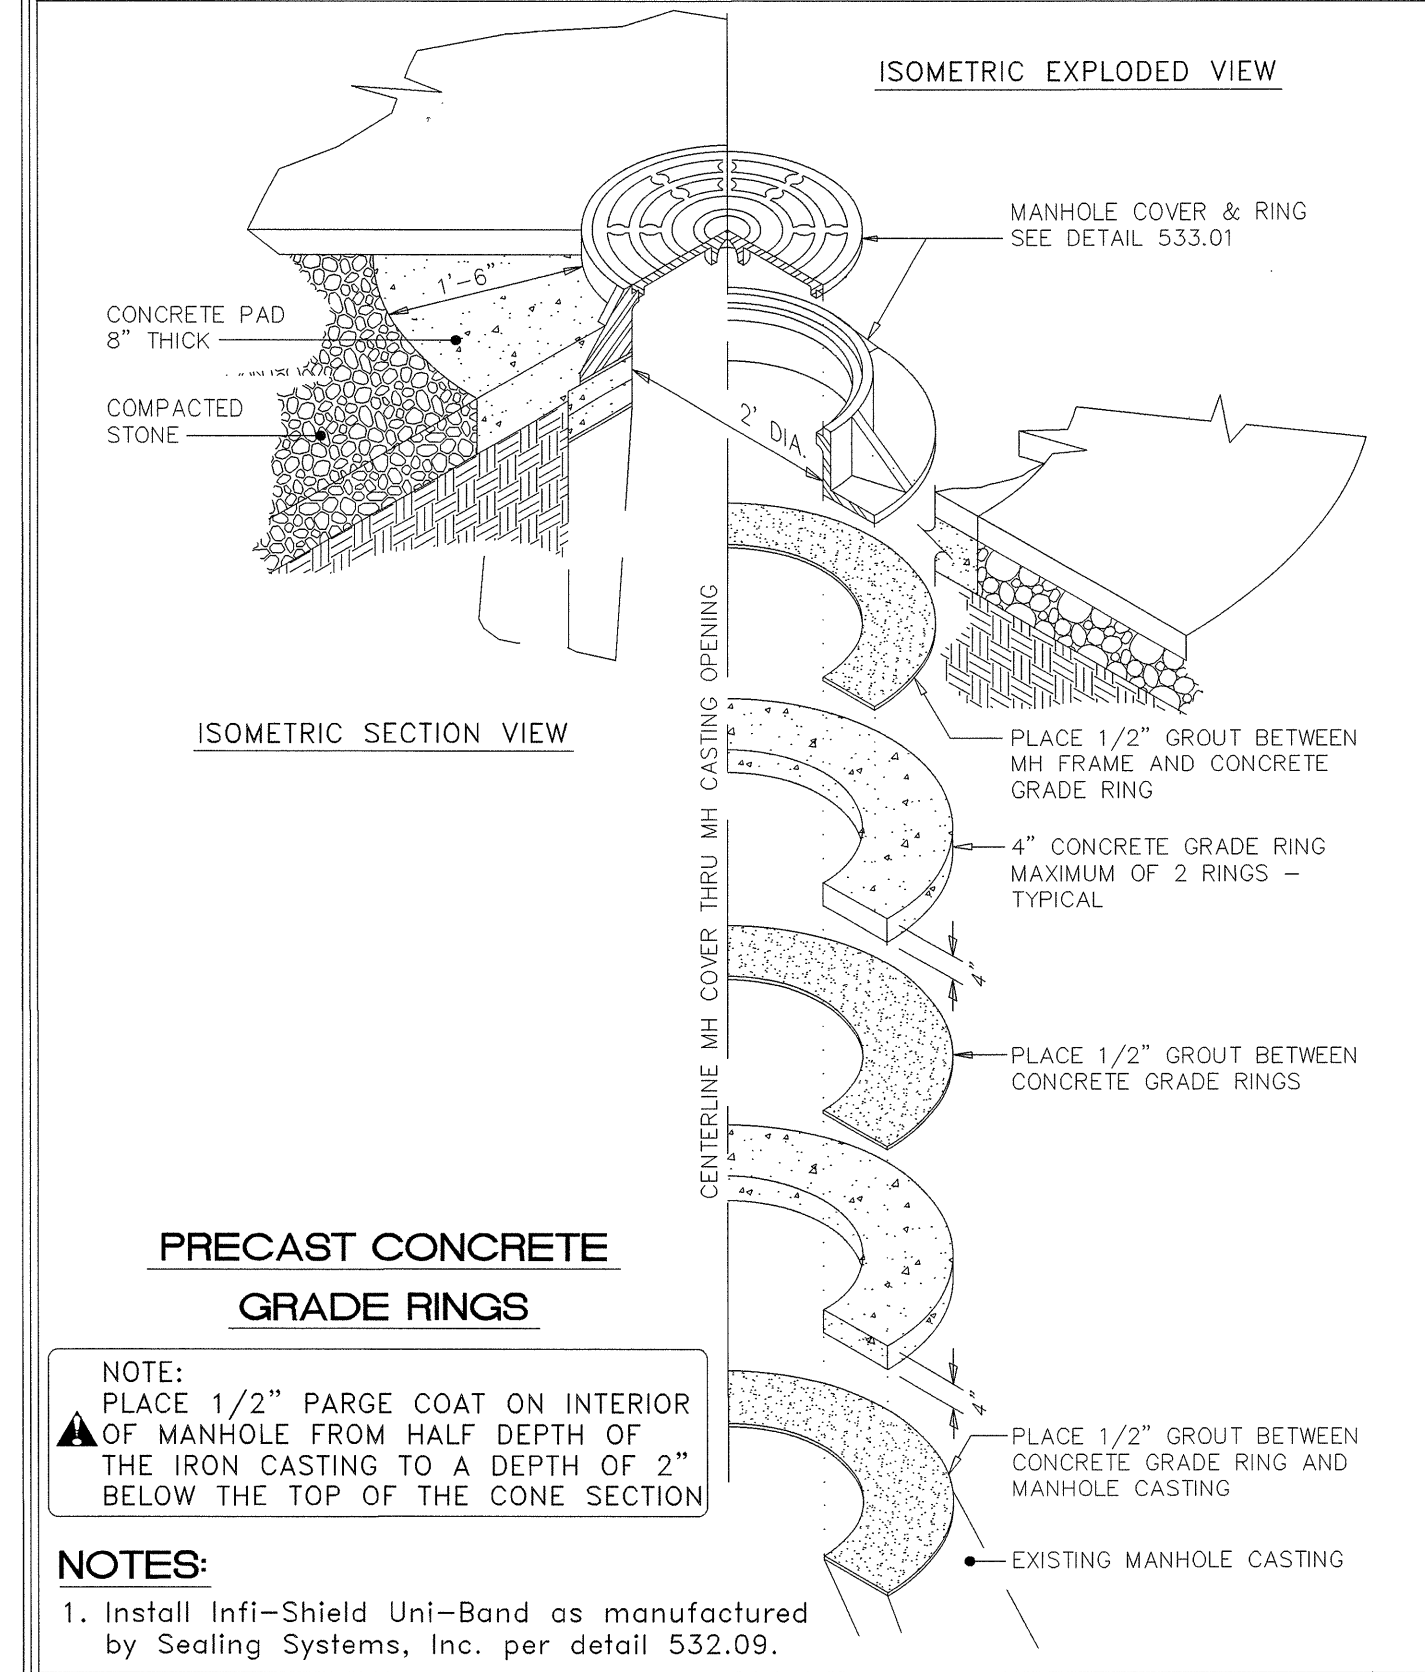 ISOMETRIC EXPLODED VIEW
MANHOLE COVER & RING
SEE DETAIL 533.01
1'-6"
CONCRETE PAD
8" THICK
COMPACTED
STONE
2' DIA.
ISOMETRIC SECTION VIEW
CENTERLINE MH COVER THRU MH CASTING OPENING
PLACE 1/2" GROUT BETWEEN
MH FRAME AND CONCRETE
GRADE RING
4" CONCRETE GRADE RING
MAXIMUM OF 2 RINGS –
TYPICAL
4"
PLACE 1/2" GROUT BETWEEN
CONCRETE GRADE RINGS
4"
PLACE 1/2" GROUT BETWEEN
CONCRETE GRADE RING AND
MANHOLE CASTING
EXISTING MANHOLE CASTING
PRECAST CONCRETE
GRADE RINGS
NOTE:
PLACE 1/2" PARGE COAT ON INTERIOR
OF MANHOLE FROM HALF DEPTH OF
THE IRON CASTING TO A DEPTH OF 2"
BELOW THE TOP OF THE CONE SECTION
NOTES:
1. Install Infi-Shield Uni-Band as manufactured
by Sealing Systems, Inc. per detail 532.09.